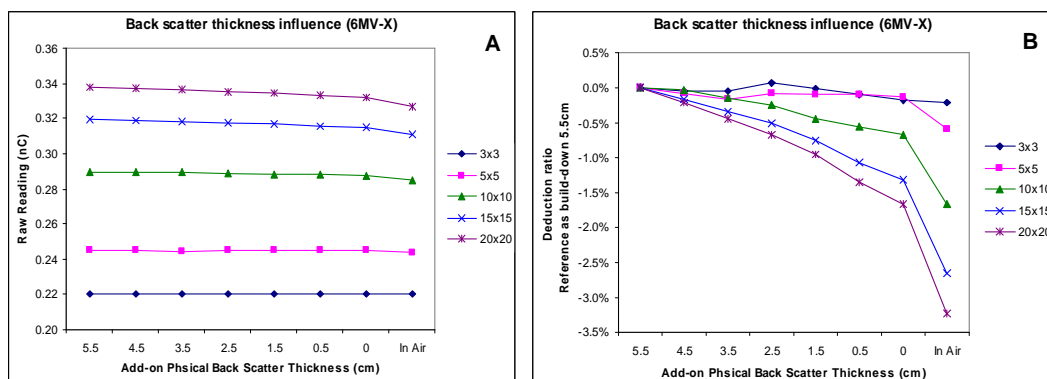 Back scatter thickness influence (6MV-X)
A
Raw Reading (nC)
0.36
0.34
0.32
0.30
0.28
0.26
0.24
0.22
0.20
5.5 4.5 3.5 2.5 1.5 0.5 0 In Air
Add-on Phsical Back Scatter Thickness (cm)
3x3
5x5
10x10
15x15
20x20
Back scatter thickness influence (6MV-X)
B
Deduction ratio
Reference as build-down 5.5cm
0.5%
0.0%
-0.5%
-1.0%
-1.5%
-2.0%
-2.5%
-3.0%
-3.5%
5.5 4.5 3.5 2.5 1.5 0.5 0 In Air
Add-on Phsical Back Scatter Thickness (cm)
3x3
5x5
10x10
15x15
20x20